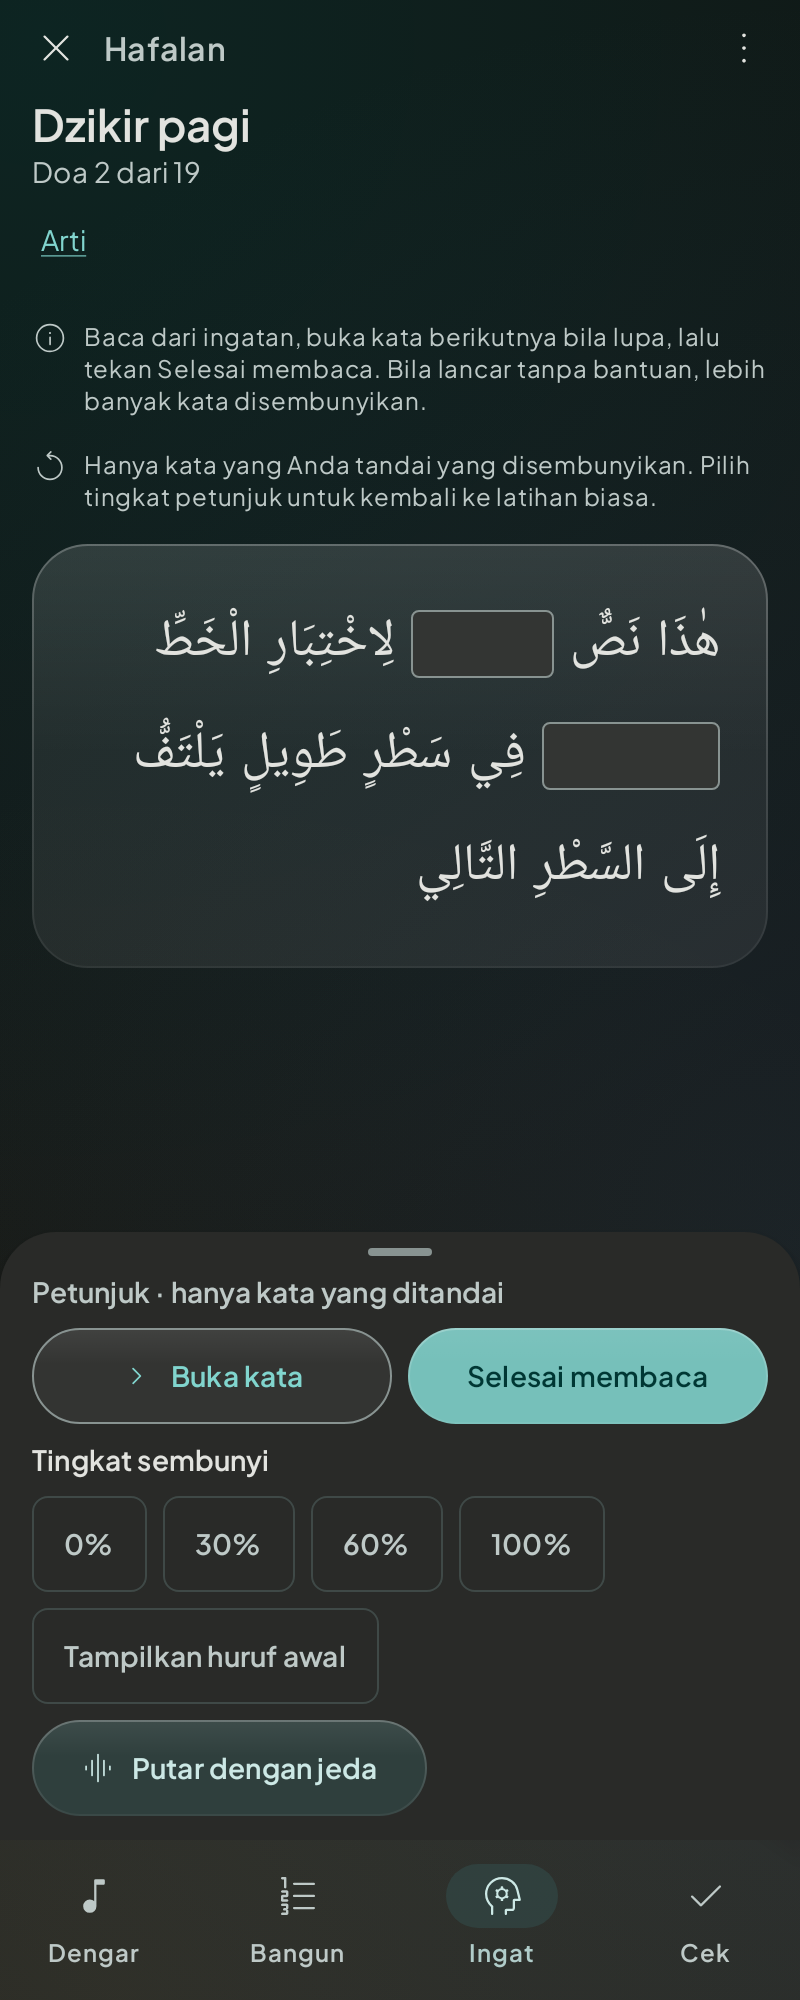 Hafalan
Dzikir pagi
Doa 2 dari 19
Arti
Baca dari ingatan, buka kata berikutnya bila lupa, lalu
tekan Selesai membaca. Bila lancar tanpa bantuan, lebih
banyak kata disembunyikan.
Hanya kata yang Anda tandai yang disembunyikan. Pilih
tingkat petunjuk untuk kembali ke latihan biasa.
هٰذَا نَصٌّ لِاخْتِبَارِ الْخَطِّ
فِي سَطْرٍ طَوِيلٍ يَلْتَفُّ
إِلَى السَّطْرِ التَّالِي
Petunjuk · hanya kata yang ditandai
Buka kata
Selesai membaca
Tingkat sembunyi
0%
30%
60%
100%
Tampilkan huruf awal
Putar dengan jeda
Dengar
Bangun
Ingat
Cek